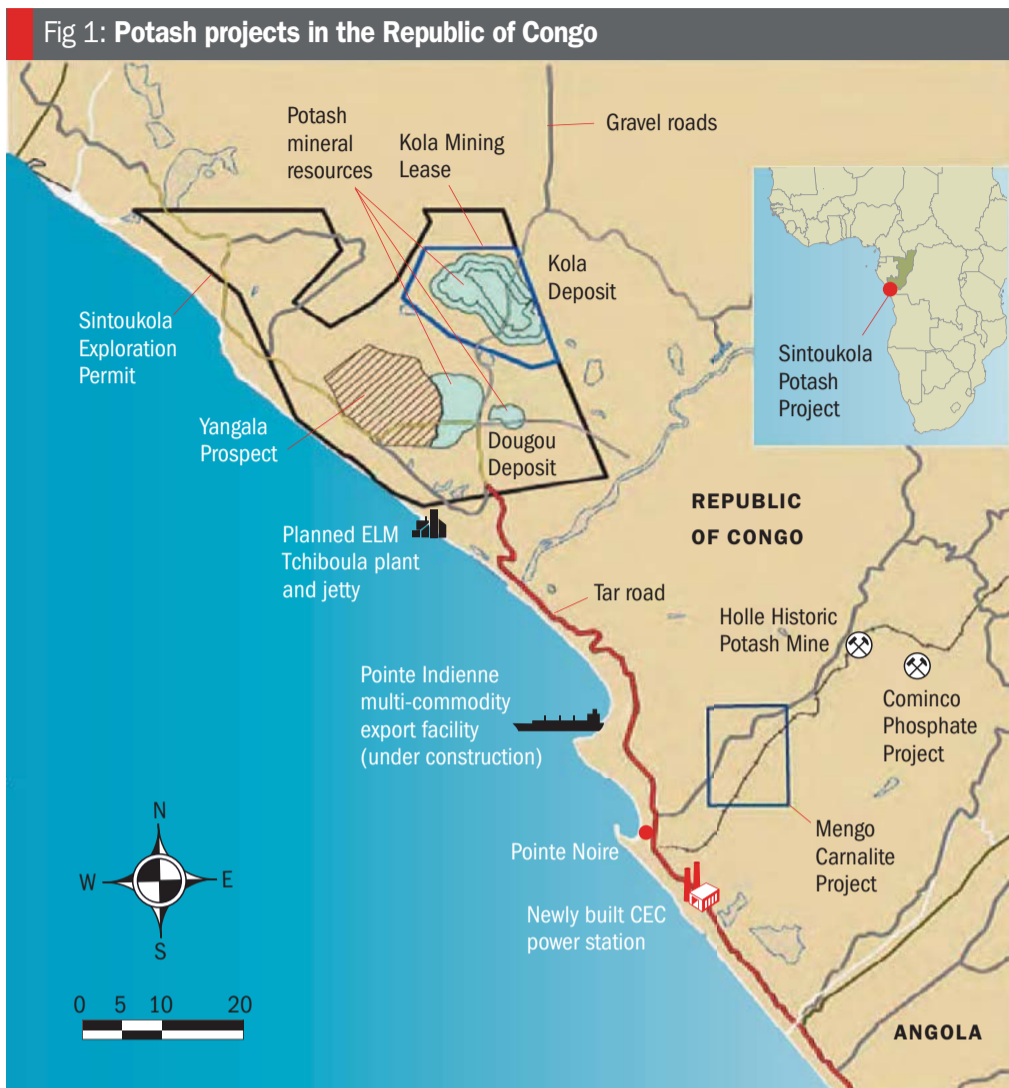 Fig 1: Potash projects in the Republic of Congo
Potash
mineral
resources
Kola Mining
Lease
Gravel roads
Kola
Deposit
Sintoukola
Exploration
Permit
Sintoukola
Potash
Project
Yangala
Prospect
Dougou
Deposit
REPUBLIC
OF CONGO
Planned ELM
Tchiboula plant
and jetty
Tar road
Holle Historic
Potash Mine
Pointe Indienne
multi-commodity
export facility
(under construction)
Cominco
Phosphate
Project
Mengo
Carnalite
Project
Pointe Noire
Newly built CEC
power station
N
W
E
S
0 5 10 20
ANGOLA